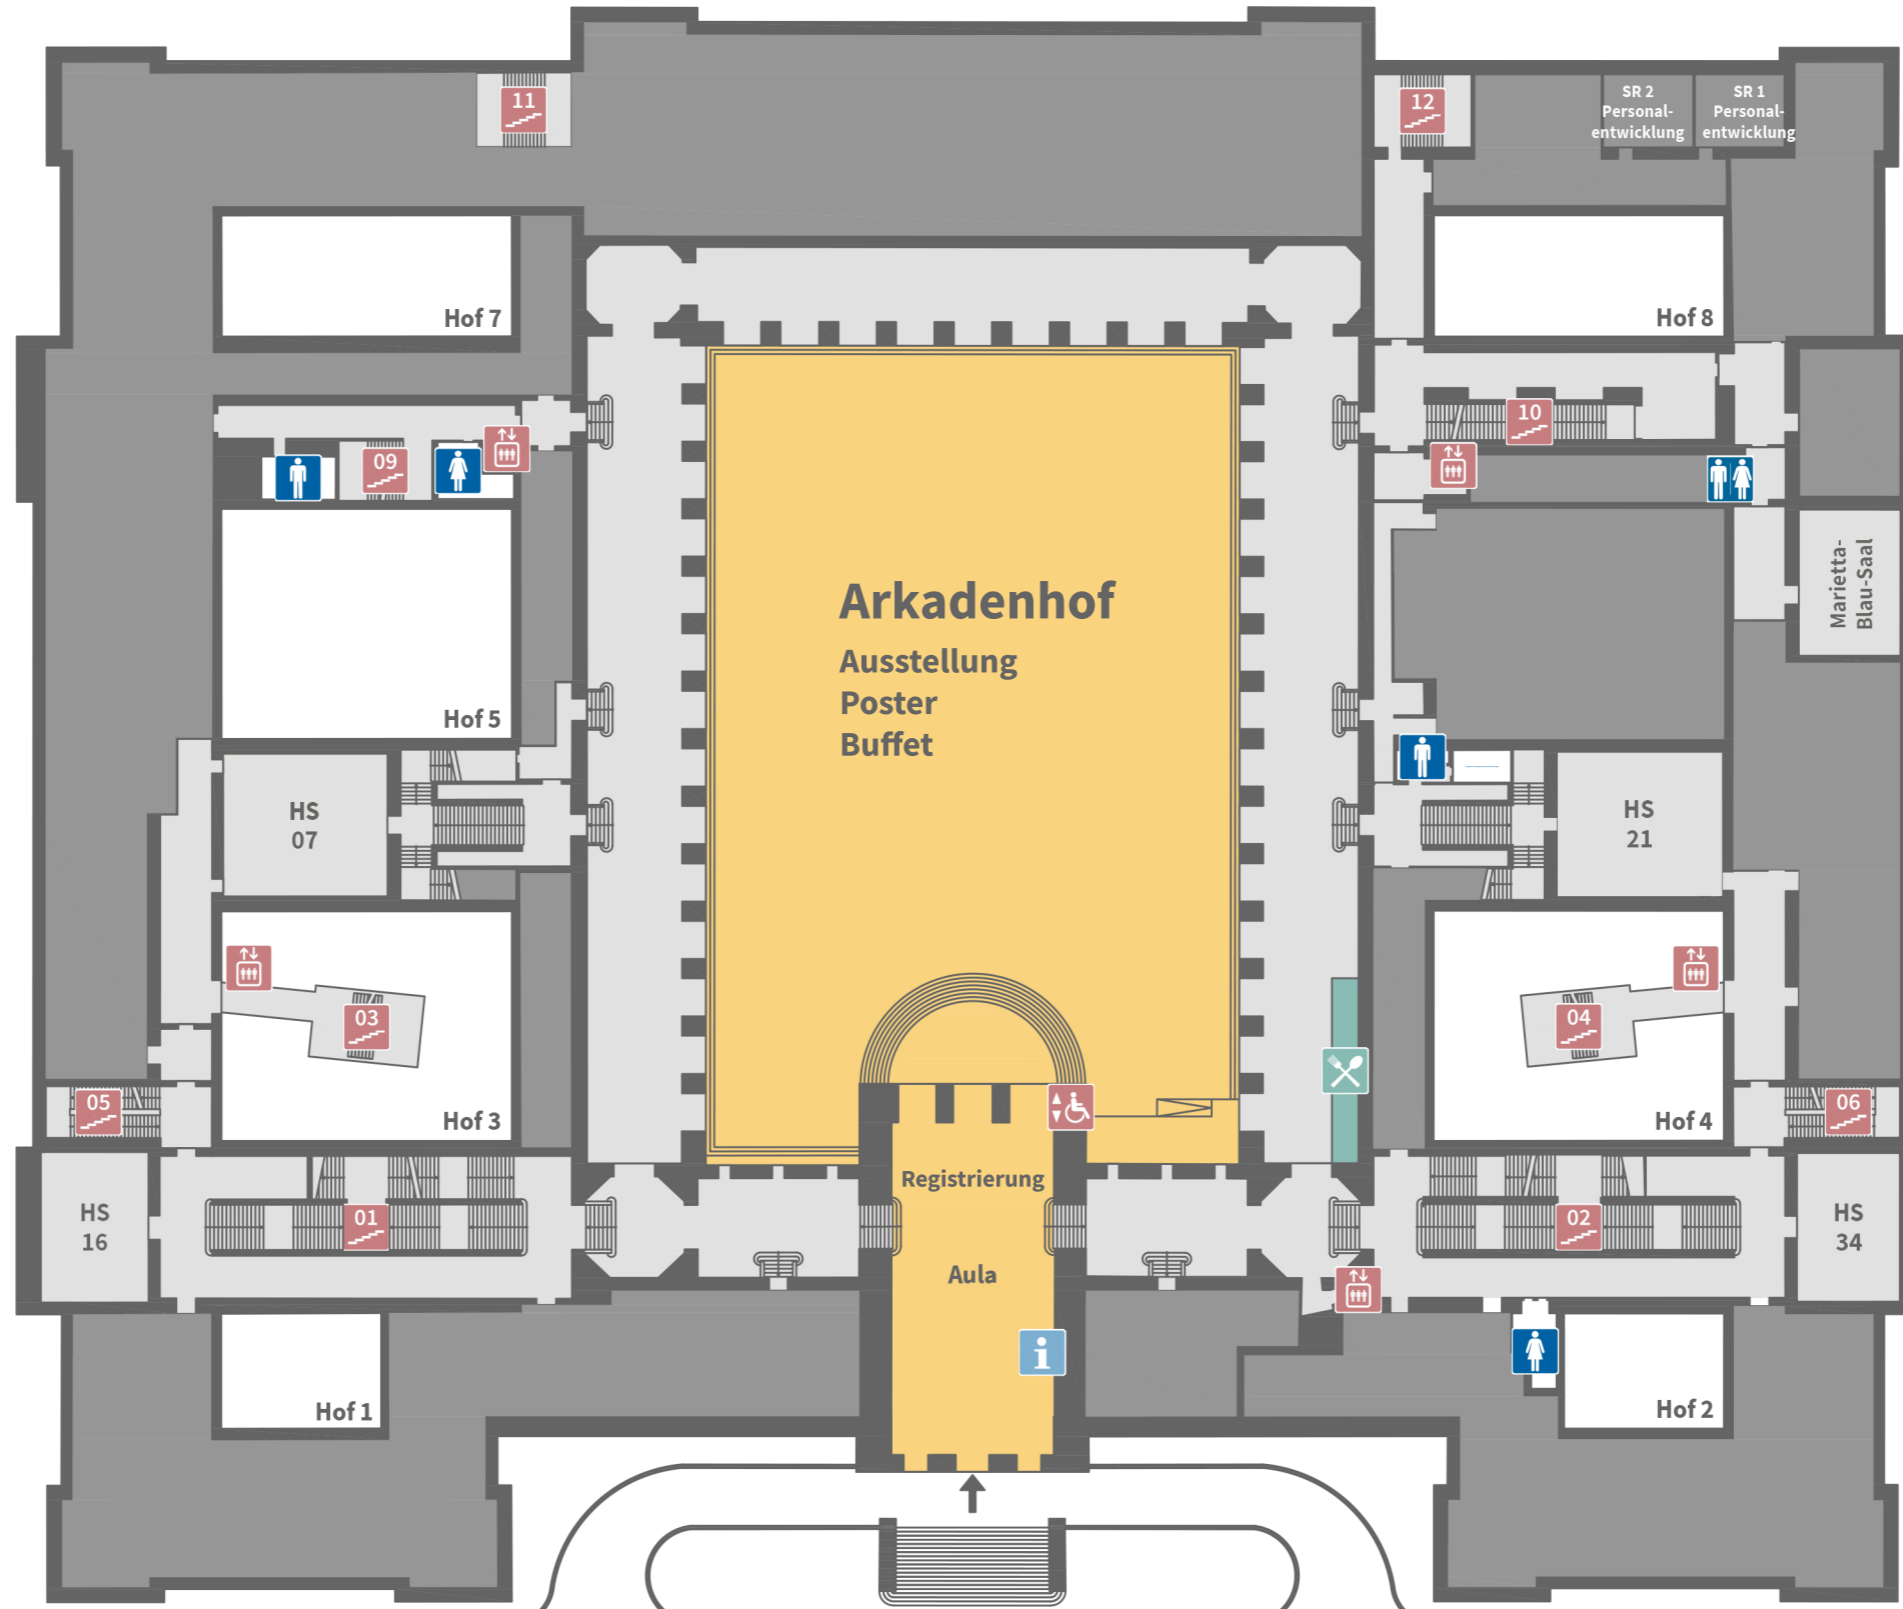 11
12
SR 2
Personal-
entwicklung
SR 1
Personal-
entwicklung
Hof 7
Hof 8
10
09
Marietta-
Blau-Saal
Arkadenhof
Ausstellung
Poster
Buffet
Hof 5
HS
07
HS
21
03
04
05
Hof 3
Hof 4
06
Registrierung
HS
16
01
02
HS
34
Aula
i
Hof 1
Hof 2